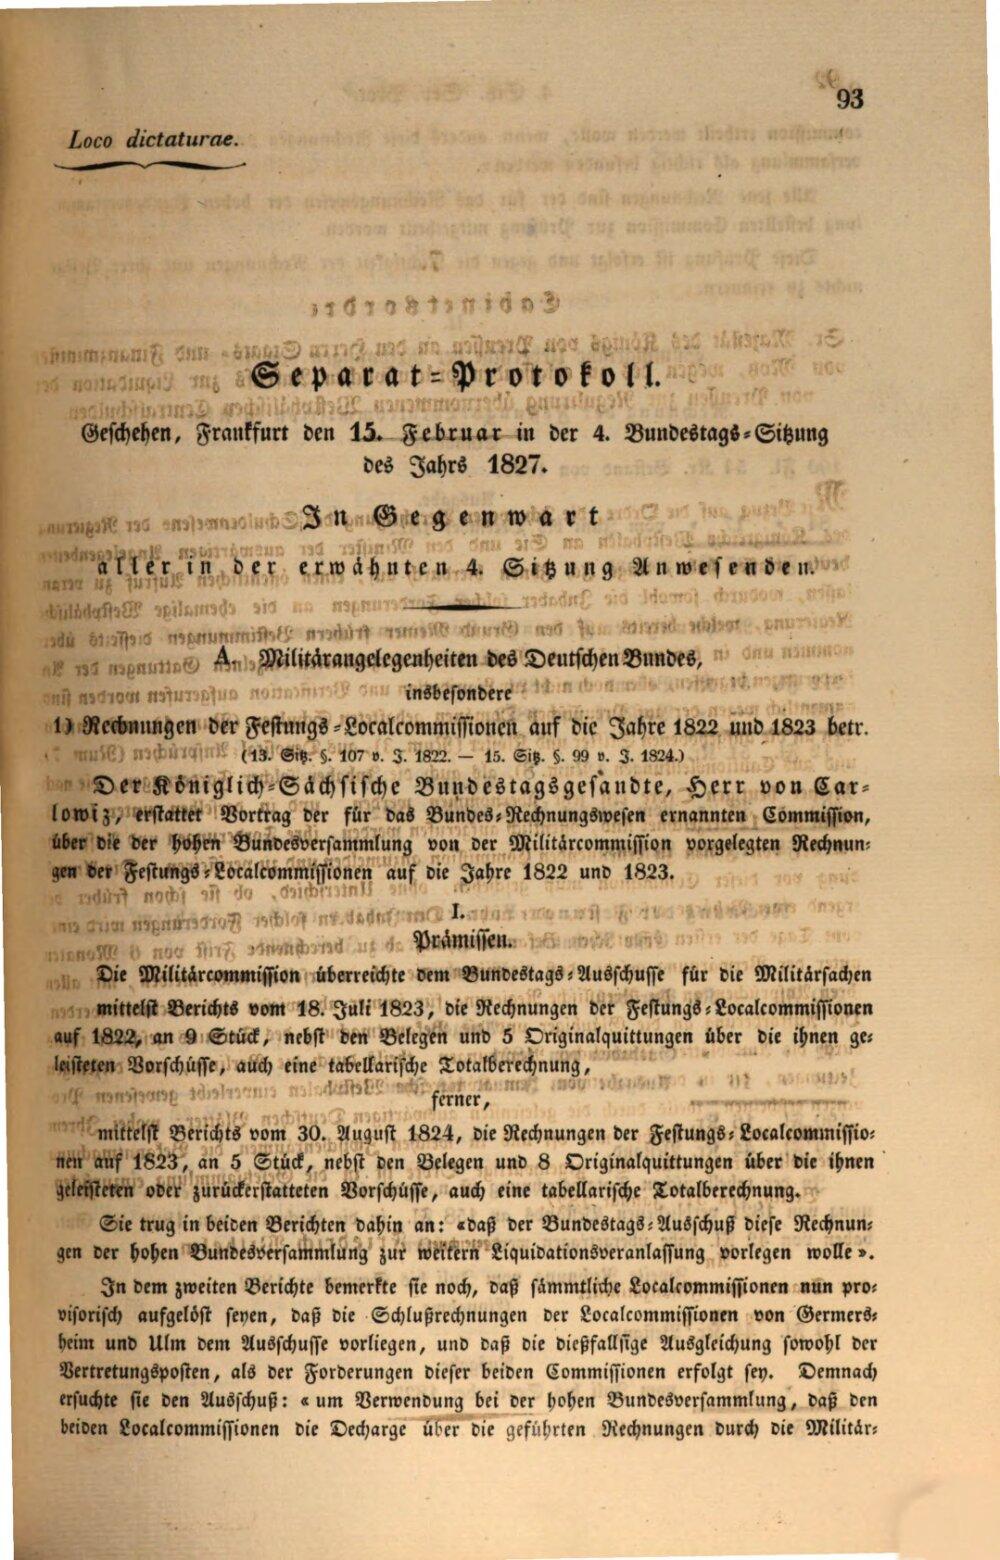 93
Loco dictaturae.
Separat-Protokoll.
Geschehen, Frankfurt den 15. Februar in der 4. Bundestags-Sitzung
des Jahrs 1827.
In Gegenwart
aller in der erwähnten 4. Sitzung Anwesenden.
A. Militärangelegenheiten des Deutschen Bundes,
insbesondere
1) Rechnungen der Festungs-Localcommissionen auf die Jahre 1822 und 1823 betr.
(13. Sitz. §. 107 v. J. 1822. — 15. Sitz. §. 99 v. J. 1824.)
Der Königlich-Sächsische Bundestagsgesandte, Herr von Car-
lowiz, erstattet Vortrag der für das Bundes-Rechnungswesen ernannten Commission,
über die der hohen Bundesversammlung von der Militärcommission vorgelegten Rechnun-
gen der Festungs-Localcommissionen auf die Jahre 1822 und 1823.
I.
Prämissen.
Die Militärcommission überreichte dem Bundestags-Ausschusse für die Militärsachen
mittelst Berichts vom 18. Juli 1823, die Rechnungen der Festungs-Localcommissionen
auf 1822, an 9 Stück, nebst den Belegen und 5 Originalquittungen über die ihnen ge-
leisteten Vorschüsse, auch eine tabellarische Totalberechnung,
ferner,
mittelst Berichts vom 30. August 1824, die Rechnungen der Festungs-Localcommissio-
nen auf 1823, an 5 Stück, nebst den Belegen und 8 Originalquittungen über die ihnen
geleisteten oder zurückerstatteten Vorschüsse, auch eine tabellarische Totalberechnung.
Sie trug in beiden Berichten dahin an: «daß der Bundestags-Ausschuß diese Rechnun-
gen der hohen Bundesversammlung zur weitern Liquidationsveranlassung vorlegen wolle».
In dem zweiten Berichte bemerkte sie noch, daß sämmtliche Localcommissionen nun pro-
visorisch aufgelöst seyen, daß die Schlußrechnungen der Localcommissionen von Germers-
heim und Ulm dem Ausschusse vorliegen, und daß die dießfallsige Ausgleichung sowohl der
Vertretungsposten, als der Forderungen dieser beiden Commissionen erfolgt sey. Demnach
ersuchte sie den Ausschuß: «um Verwendung bei der hohen Bundesversammlung, daß den
beiden Localcommissionen die Decharge über die geführten Rechnungen durch die Militär-